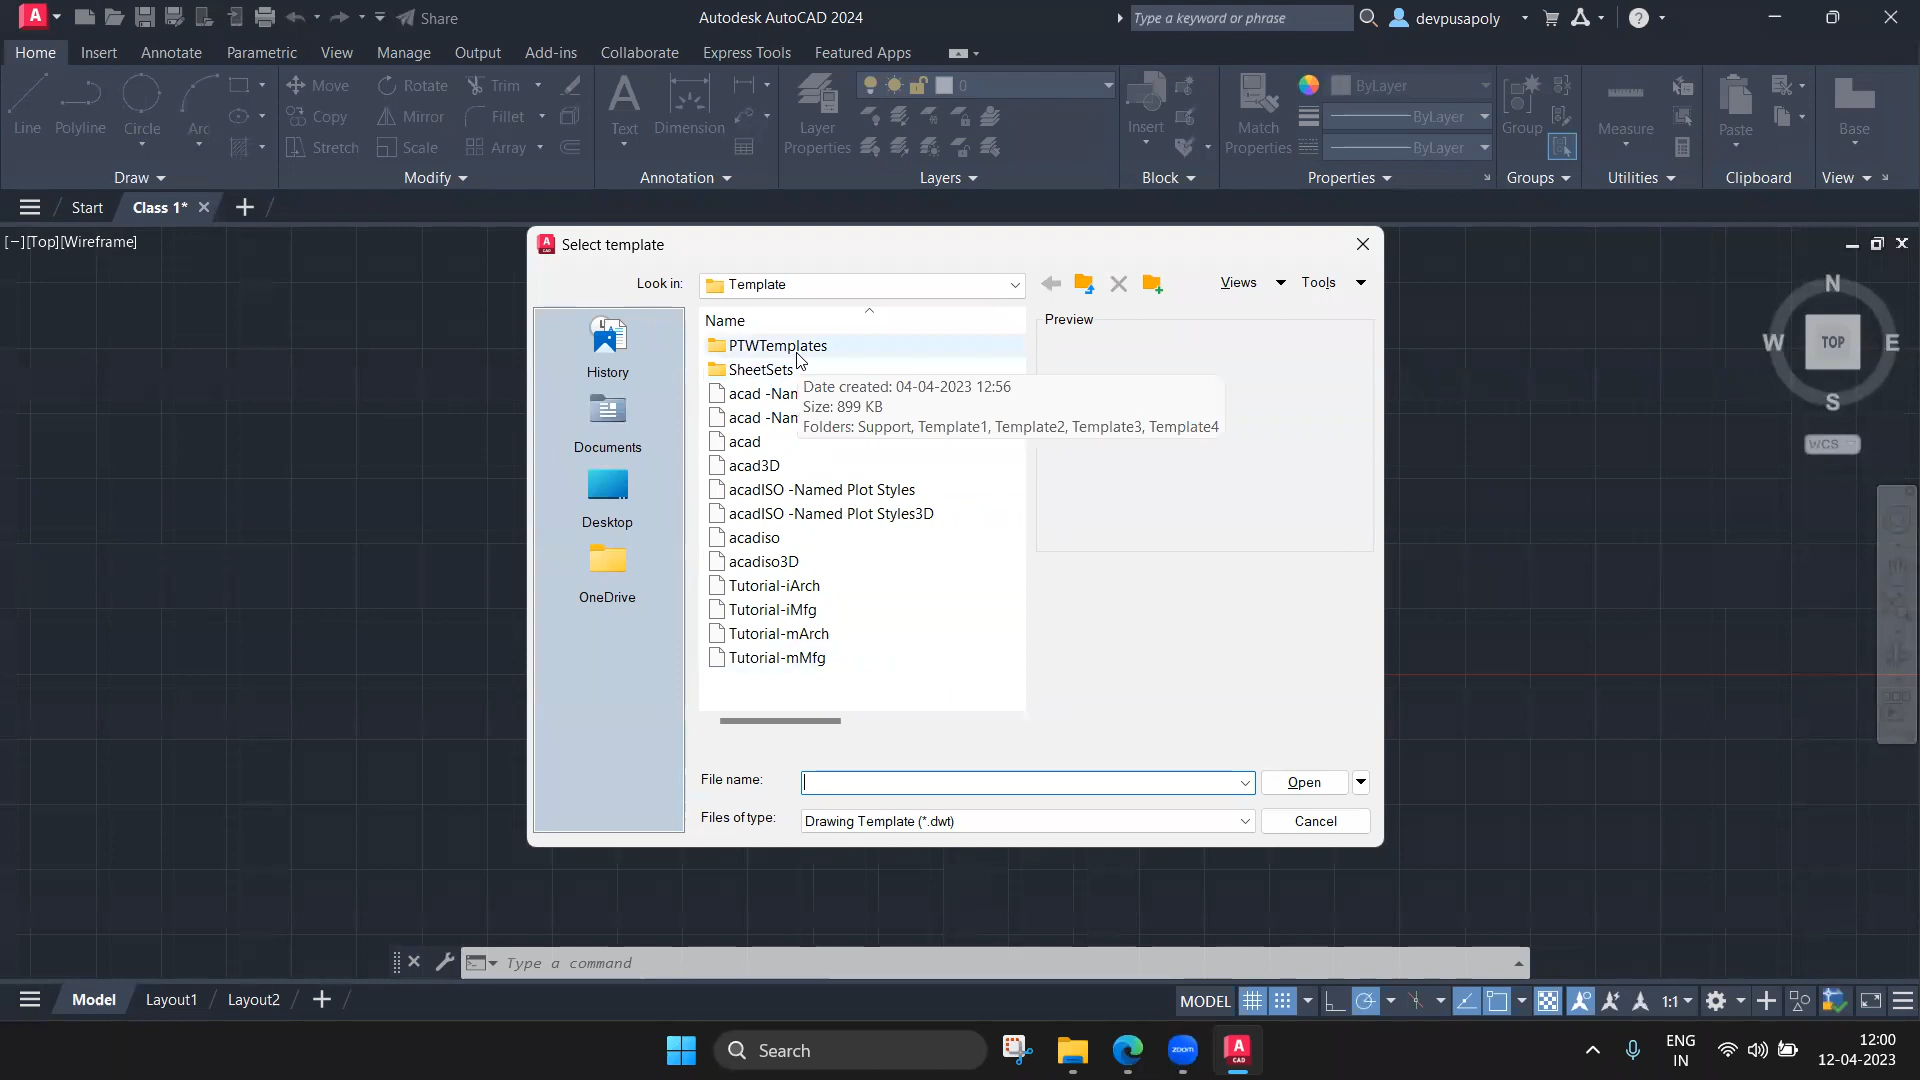 Share
Autodesk AutoCAD 2024
Type a keyword or phrase
devpusapoly
Home Insert Annotate Parametric View Manage Output Add-ins Collaborate Express Tools Featured Apps
Line Polyline Circle Arc
Move Rotate Trim
Copy Mirror Fillet
Stretch Scale Array
Text Dimension
Layer Properties
0
Insert
Match Properties
ByLayer
ByLayer
ByLayer
Group
Measure
Paste
Base
Draw Modify Annotation Layers Block Properties Groups Utilities Clipboard View
Start Class 1*
[−][Top][Wireframe]
Select template
Look in: Template
Views Tools
Name
Preview
PTWTemplates
SheetSets
acad -Nam
acad -Nam
acad
acad3D
acadISO -Named Plot Styles
acadISO -Named Plot Styles3D
acadiso
acadiso3D
Tutorial-iArch
Tutorial-iMfg
Tutorial-mArch
Tutorial-mMfg
Date created: 04-04-2023 12:56
Size: 899 KB
Folders: Support, Template1, Template2, Template3, Template4
History
Documents
Desktop
OneDrive
File name:
Open
Files of type: Drawing Template (*.dwt)
Cancel
N
W TOP E
S
WCS
Type a command
Model Layout1 Layout2
MODEL
1:1
Search
zoom
A CAD
ENG
IN
12:00
12-04-2023